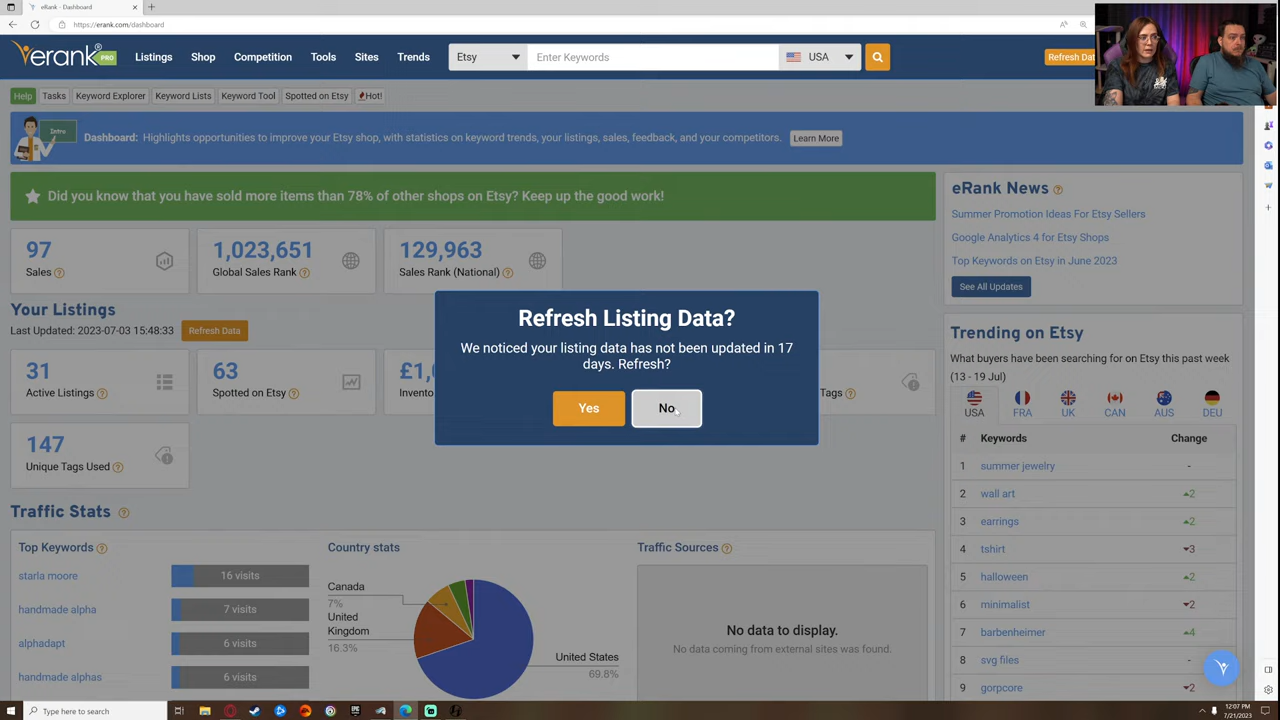 eRank - Dashboard
https://erank.com/dashboard
erank PRO
Listings
Shop
Competition
Tools
Sites
Trends
Etsy
Enter Keywords
USA
Refresh Data
Help
Tasks
Keyword Explorer
Keyword Lists
Keyword Tool
Spotted on Etsy
Hot!
Intro
Dashboard: Highlights opportunities to improve your Etsy shop, with statistics on keyword trends, your listings, sales, feedback, and your competitors.
Learn More
Did you know that you have sold more items than 78% of other shops on Etsy? Keep up the good work!
97
Sales
1,023,651
Global Sales Rank
129,963
Sales Rank (National)
Your Listings
Last Updated: 2023-07-03 15:48:33
Refresh Data
31
Active Listings
63
Spotted on Etsy
£1,0
Invento
Tags
147
Unique Tags Used
Refresh Listing Data?
We noticed your listing data has not been updated in 17
days. Refresh?
Yes
No
Traffic Stats
Top Keywords
starla moore
16 visits
handmade alpha
7 visits
alphadapt
6 visits
handmade alphas
6 visits
Country stats
Canada
7%
United
Kingdom
16.3%
United States
69.8%
Traffic Sources
No data to display.
No data coming from external sites was found.
eRank News
Summer Promotion Ideas For Etsy Sellers
Google Analytics 4 for Etsy Shops
Top Keywords on Etsy in June 2023
See All Updates
Trending on Etsy
What buyers have been searching for on Etsy this past week
(13 - 19 Jul)
USA
FRA
UK
CAN
AUS
DEU
# Keywords Change
1 summer jewelry -
2 wall art 2
3 earrings 2
4 tshirt 3
5 halloween 2
6 minimalist 2
7 barbenheimer 4
8 svg files -
9 gorpcore 2
Type here to search
12:07 PM
7/21/2023